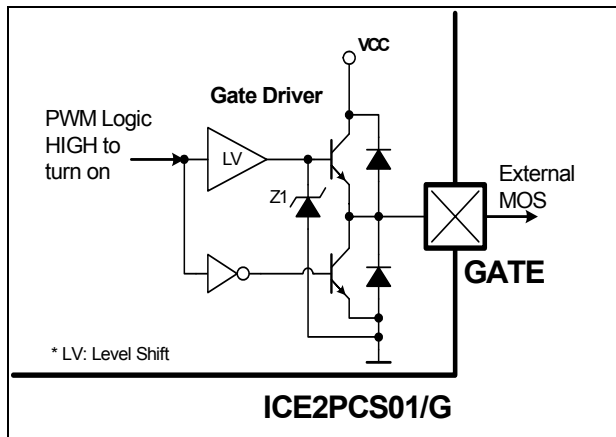 VCC
Gate Driver
PWM Logic
HIGH to
turn on
LV
Z1
External
MOS
GATE
* LV: Level Shift
ICE2PCS01/G